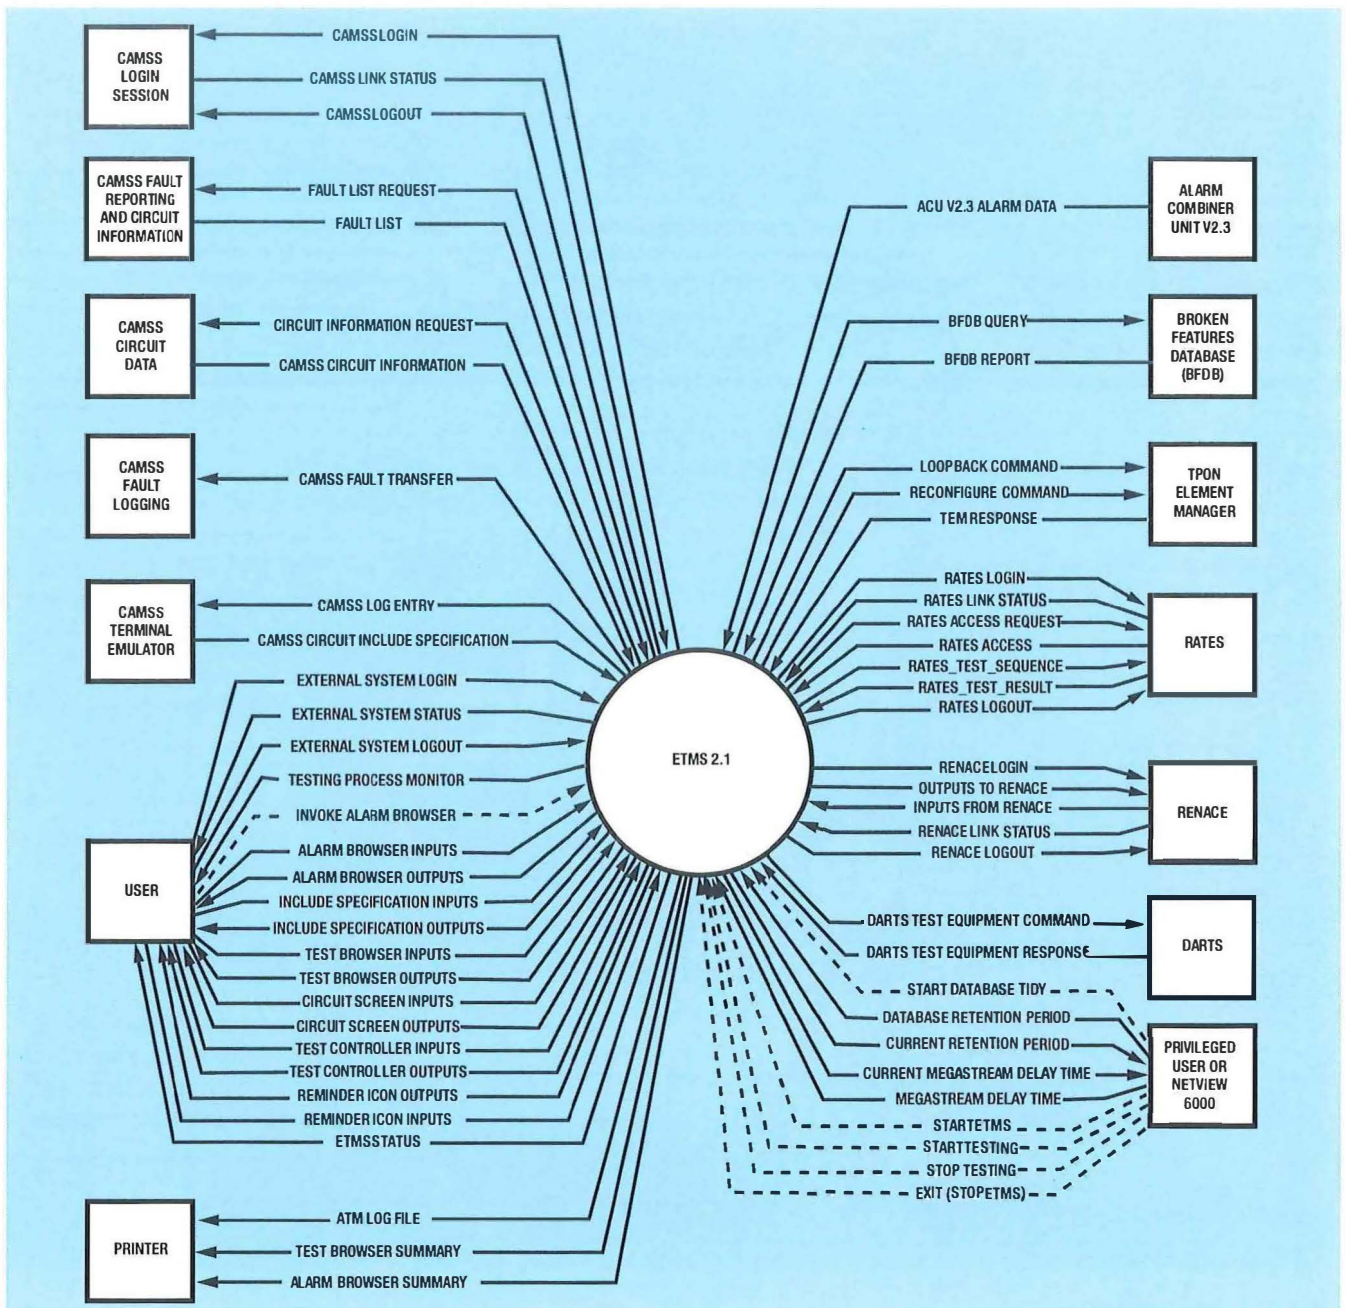 CAMSS
LOGIN
SESSION
CAMSSLOGIN
CAMSS LINK STATUS
CAMSSLOGOUT
CAMSS FAULT
REPORTING
AND CIRCUIT
INFORMATION
FAULT LIST REQUEST
FAULT LIST
CAMSS
CIRCUIT
DATA
CIRCUIT INFORMATION REQUEST
CAMSS CIRCUIT INFORMATION
CAMSS
FAULT
LOGGING
CAMSS FAULT TRANSFER
CAMSS
TERMINAL
EMULATOR
CAMSS LOG ENTRY
CAMSS CIRCUIT INCLUDE SPECIFICATION
EXTERNAL SYSTEM LOGIN
EXTERNAL SYSTEM STATUS
EXTERNAL SYSTEM LOGOUT
TESTING PROCESS MONITOR
INVOKE ALARM BROWSER
ALARM BROWSER INPUTS
ALARM BROWSER OUTPUTS
INCLUDE SPECIFICATION INPUTS
INCLUDE SPECIFICATION OUTPUTS
TEST BROWSER INPUTS
TEST BROWSER OUTPUTS
CIRCUIT SCREEN INPUTS
CIRCUIT SCREEN OUTPUTS
TEST CONTROLLER INPUTS
TEST CONTROLLER OUTPUTS
REMINDER ICON OUTPUTS
REMINDER ICON INPUTS
ETMSSTATUS
USER
PRINTER
ATM LOG FILE
TEST BROWSER SUMMARY
ALARM BROWSER SUMMARY
ETMS 2.1
ACU V2.3 ALARM DATA
ALARM
COMBINER
UNIT V2.3
BFDB QUERY
BFDB REPORT
BROKEN
FEATURES
DATABASE
(BFDB)
LOOPBACK COMMAND
RECONFIGURE COMMAND
TEM RESPONSE
TPON
ELEMENT
MANAGER
RATES LOGIN
RATES LINK STATUS
RATES ACCESS REQUEST
RATES ACCESS
RATES_TEST_SEQUENCE
RATES_TEST_RESULT
RATES LOGOUT
RATES
RENACELOGIN
OUTPUTS TO RENACE
INPUTS FROM RENACE
RENACE LINK STATUS
RENACE LOGOUT
RENACE
DARTS TEST EQUIPMENT COMMAND
DARTS TEST EQUIPMENT RESPONSE
DARTS
START DATABASE TIDY
DATABASE RETENTION PERIOD
CURRENT RETENTION PERIOD
CURRENT MEGASTREAM DELAY TIME
MEGASTREAM DELAY TIME
STARTETMS
STARTTESTING
STOP TESTING
EXIT (STOPETMS)
PRIVILEGED
USER OR
NETVIEW
6000